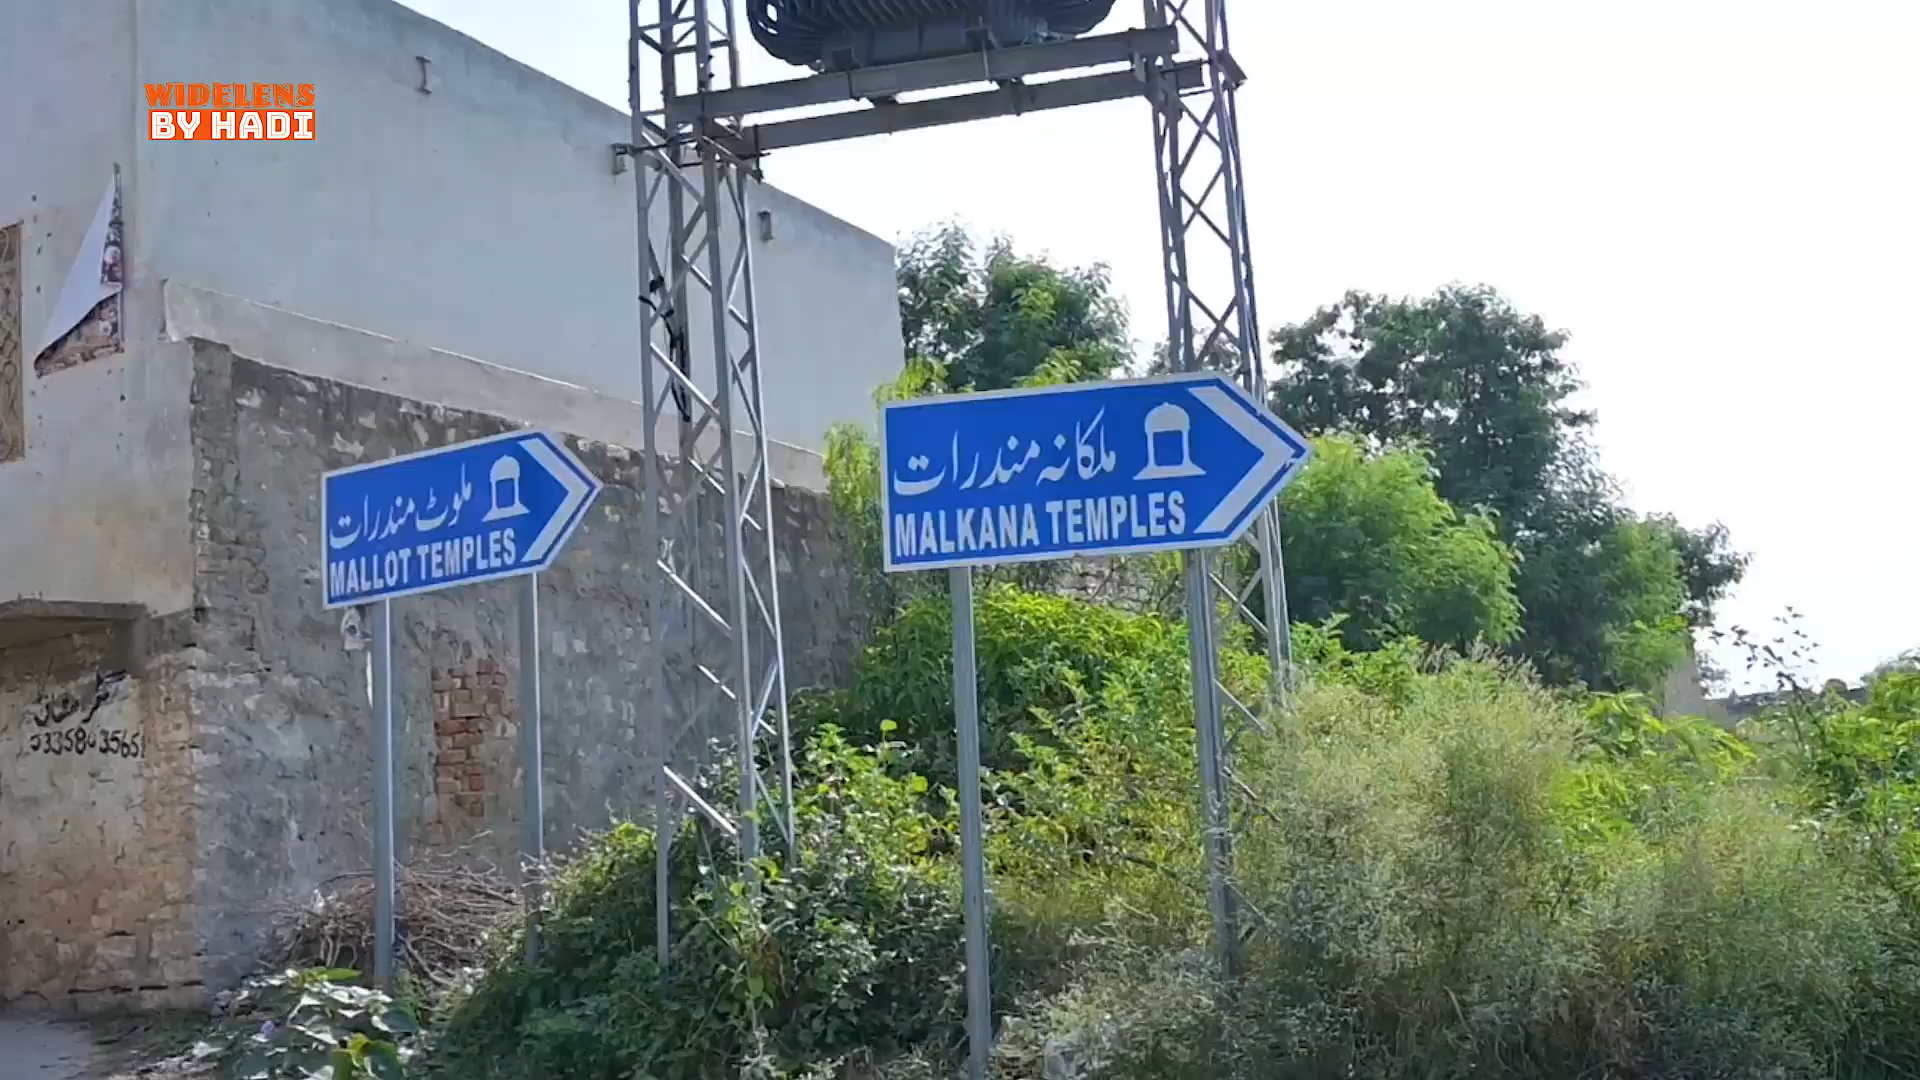 WIDELENS
BY HADI
ملوٹ مندرات
MALLOT TEMPLES
ملکانہ مندرات
MALKANA TEMPLES